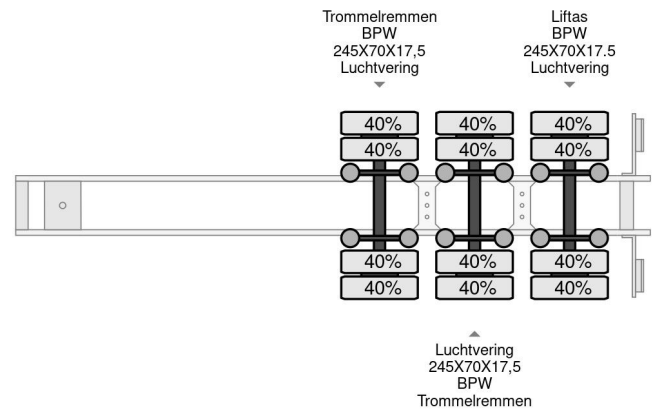 Trommelremmen
BPW
245X70X17,5
Luchtvering
Liftas
BPW
245X70X17.5
Luchtvering
40% 40% 40%
40% 40% 40%
40% 40% 40%
40% 40% 40%
Luchtvering
245X70X17,5
BPW
Trommelremmen